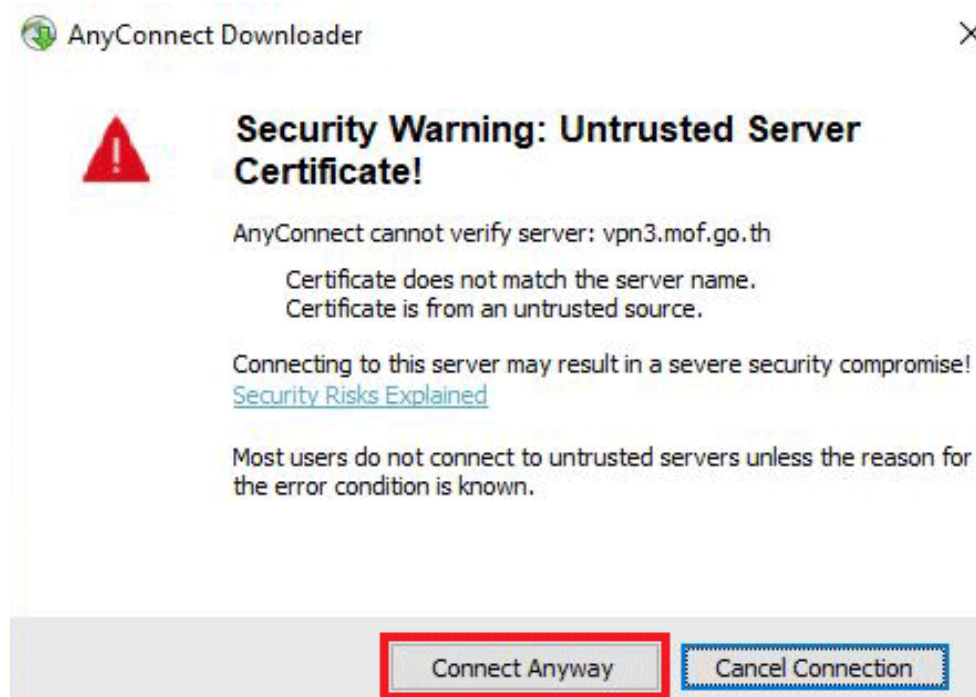 AnyConnect Downloader
Security Warning: Untrusted Server
Certificate!
AnyConnect cannot verify server: vpn3.mof.go.th
Certificate does not match the server name.
Certificate is from an untrusted source.
Connecting to this server may result in a severe security compromise!
Security Risks Explained
Most users do not connect to untrusted servers unless the reason for
the error condition is known.
Connect Anyway
Cancel Connection